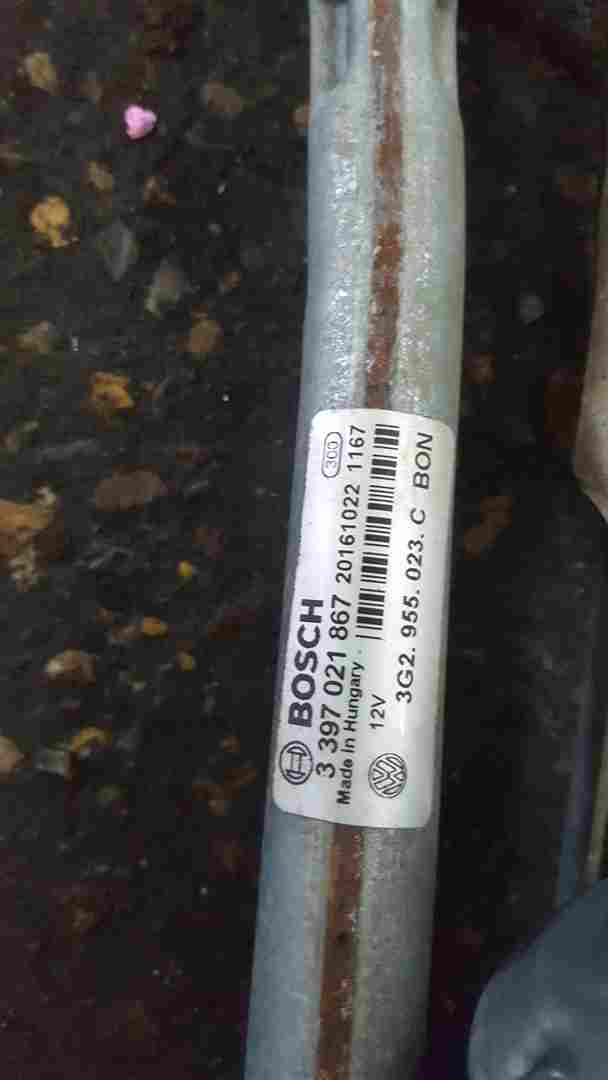 BOSCH
300
3 397 021 867 20161022 1167
Made in Hungary
12V
3G2. 955. 023. C BON